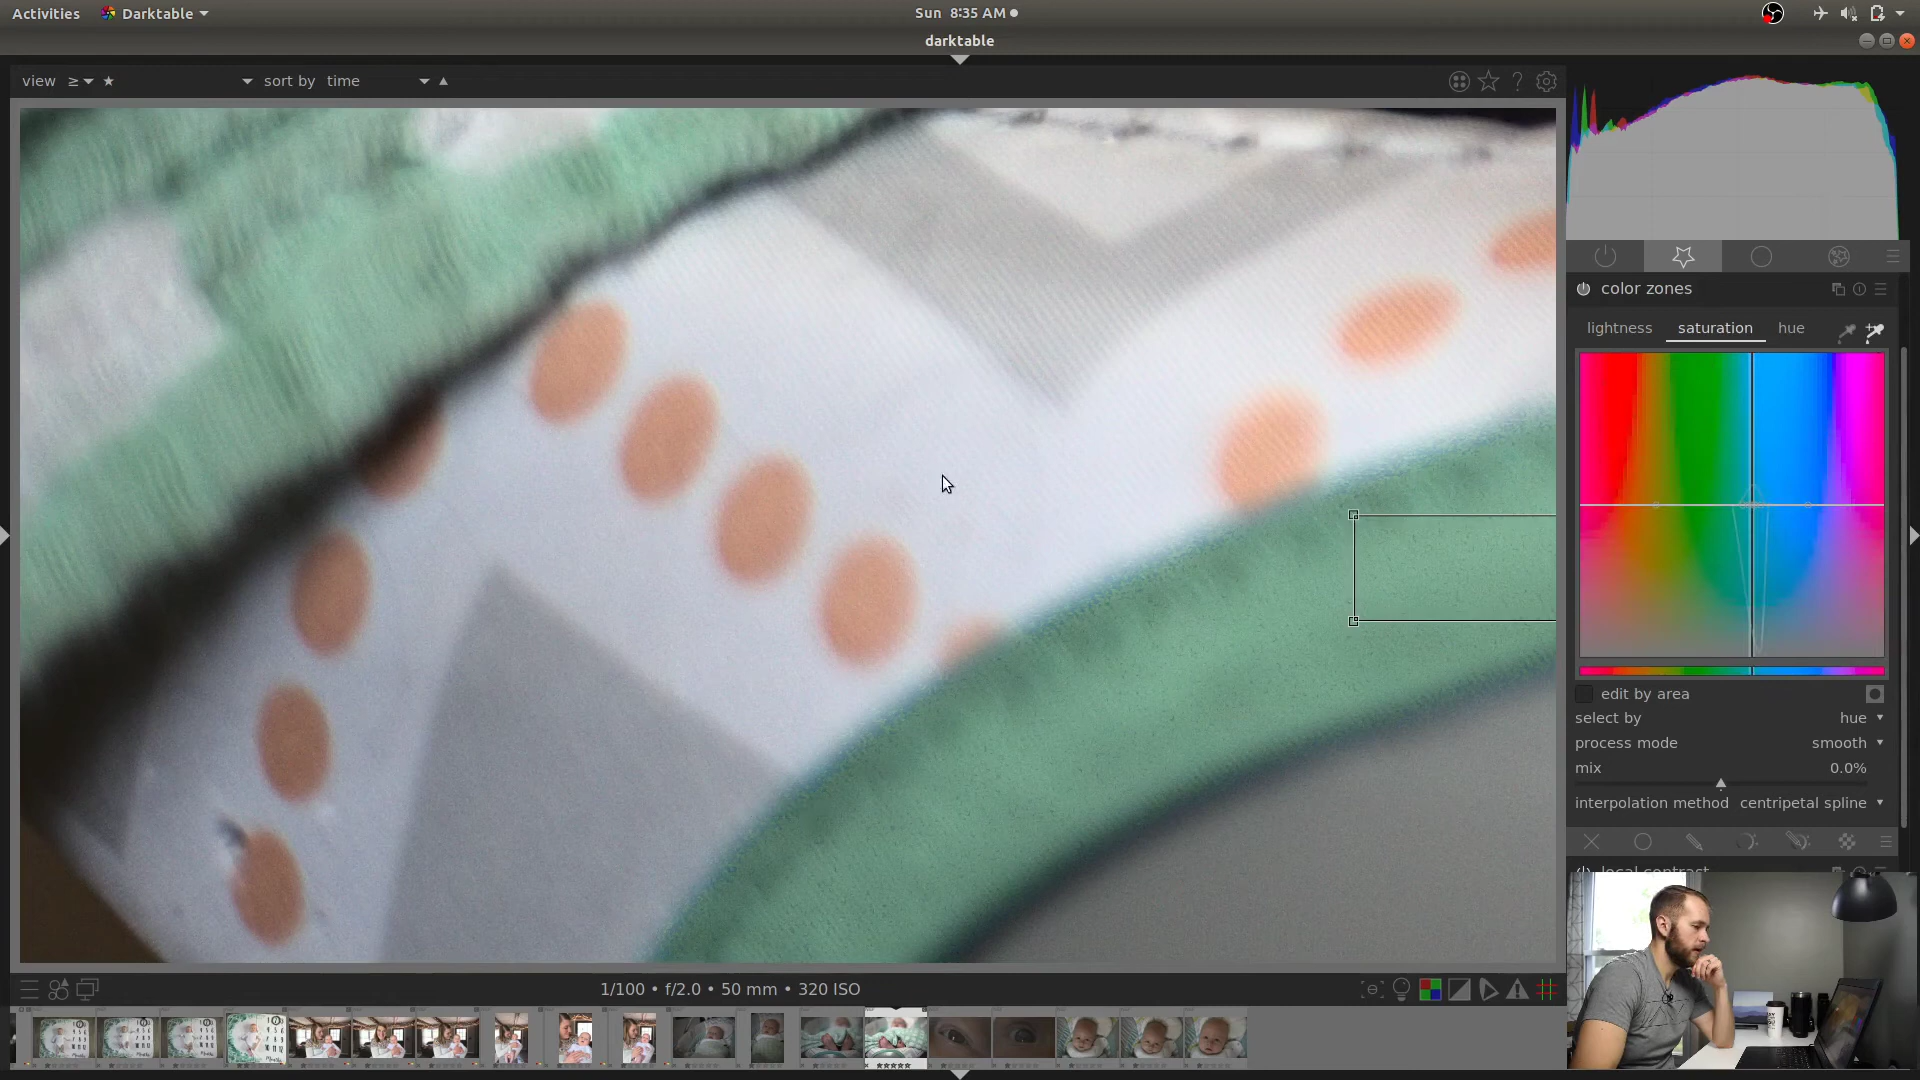 Activities Darktable Sun 8:35 AM
darktable
view ≥ ★ sort by time
color zones
lightness saturation hue
edit by area
select by hue
process mode smooth
mix 0.0%
interpolation method centripetal spline
local contrast
1/100 • f/2.0 • 50 mm • 320 ISO